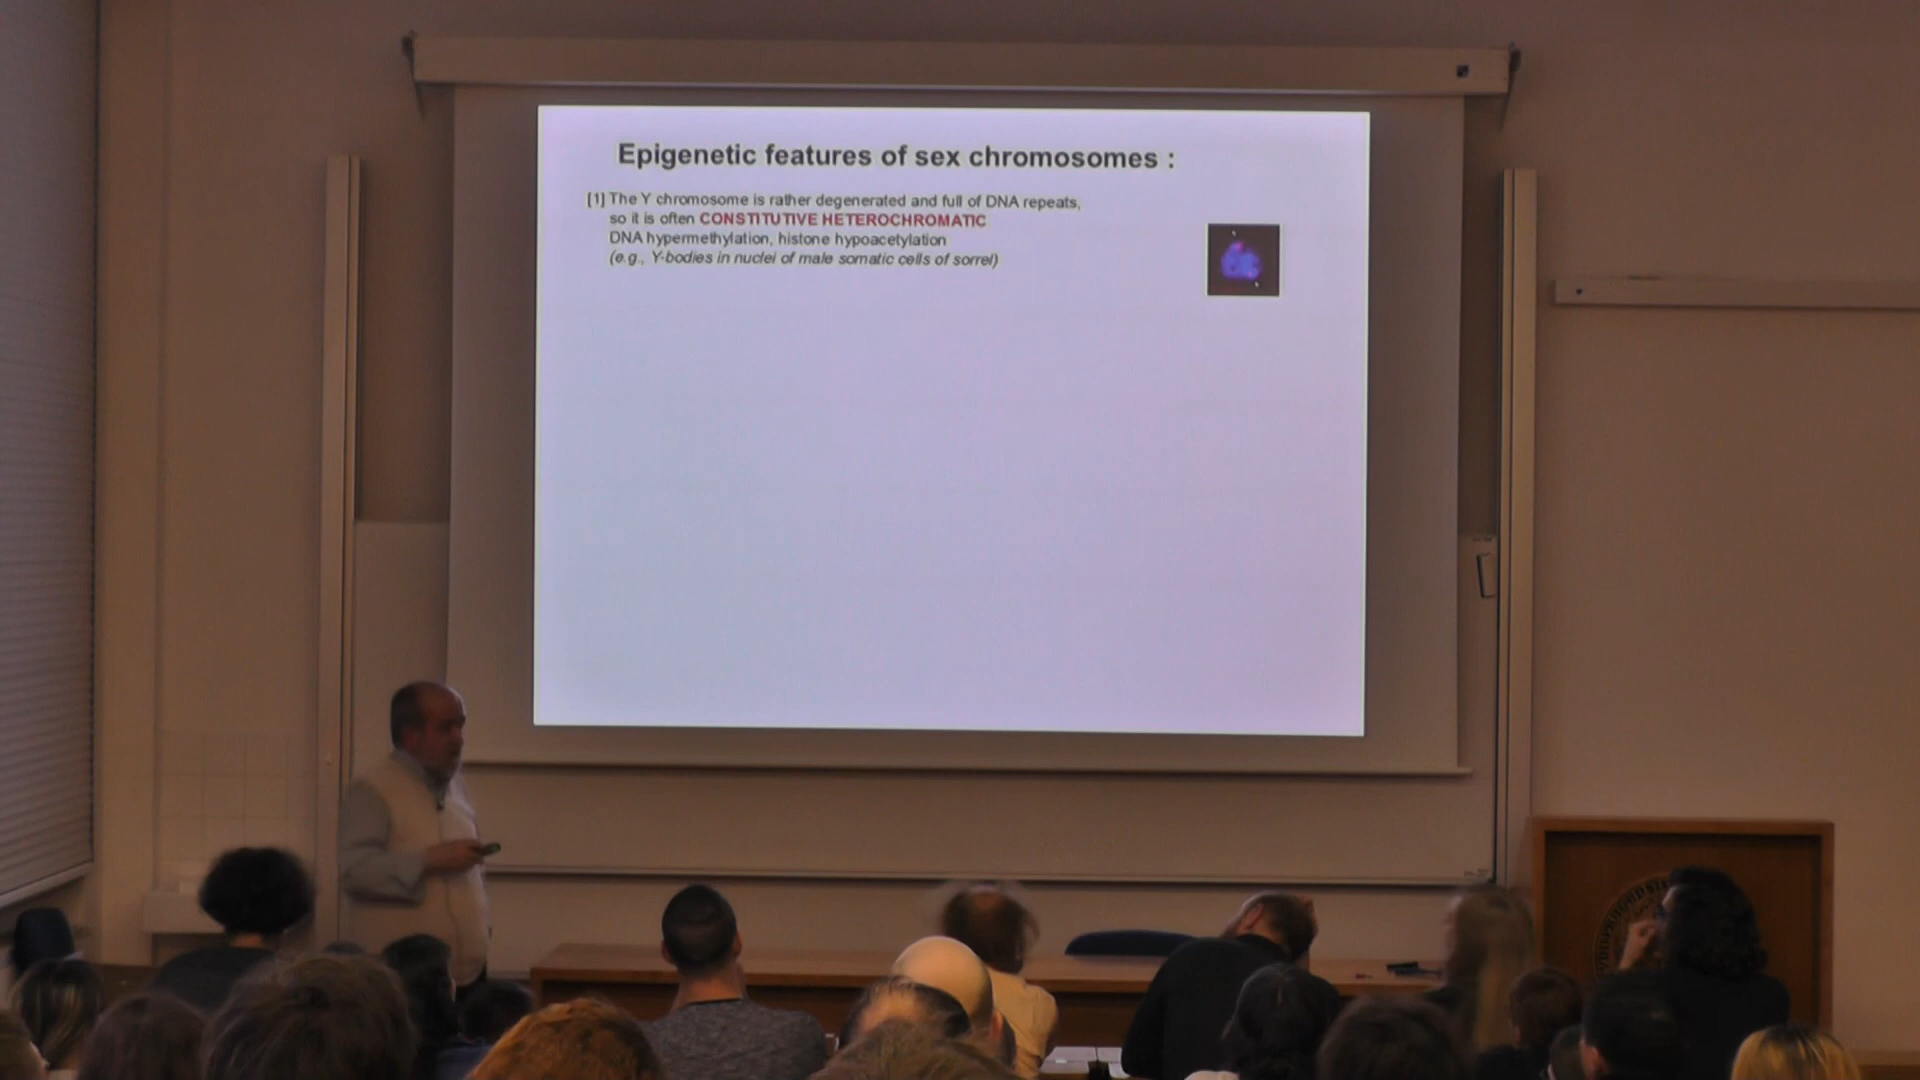 Epigenetic features of sex chromosomes :
[1] The Y chromosome is rather degenerated and full of DNA repeats,
so it is often CONSTITUTIVE HETEROCHROMATIC
DNA hypermethylation, histone hypoacetylation
(e.g., Y-bodies in nuclei of male somatic cells of sorrel)